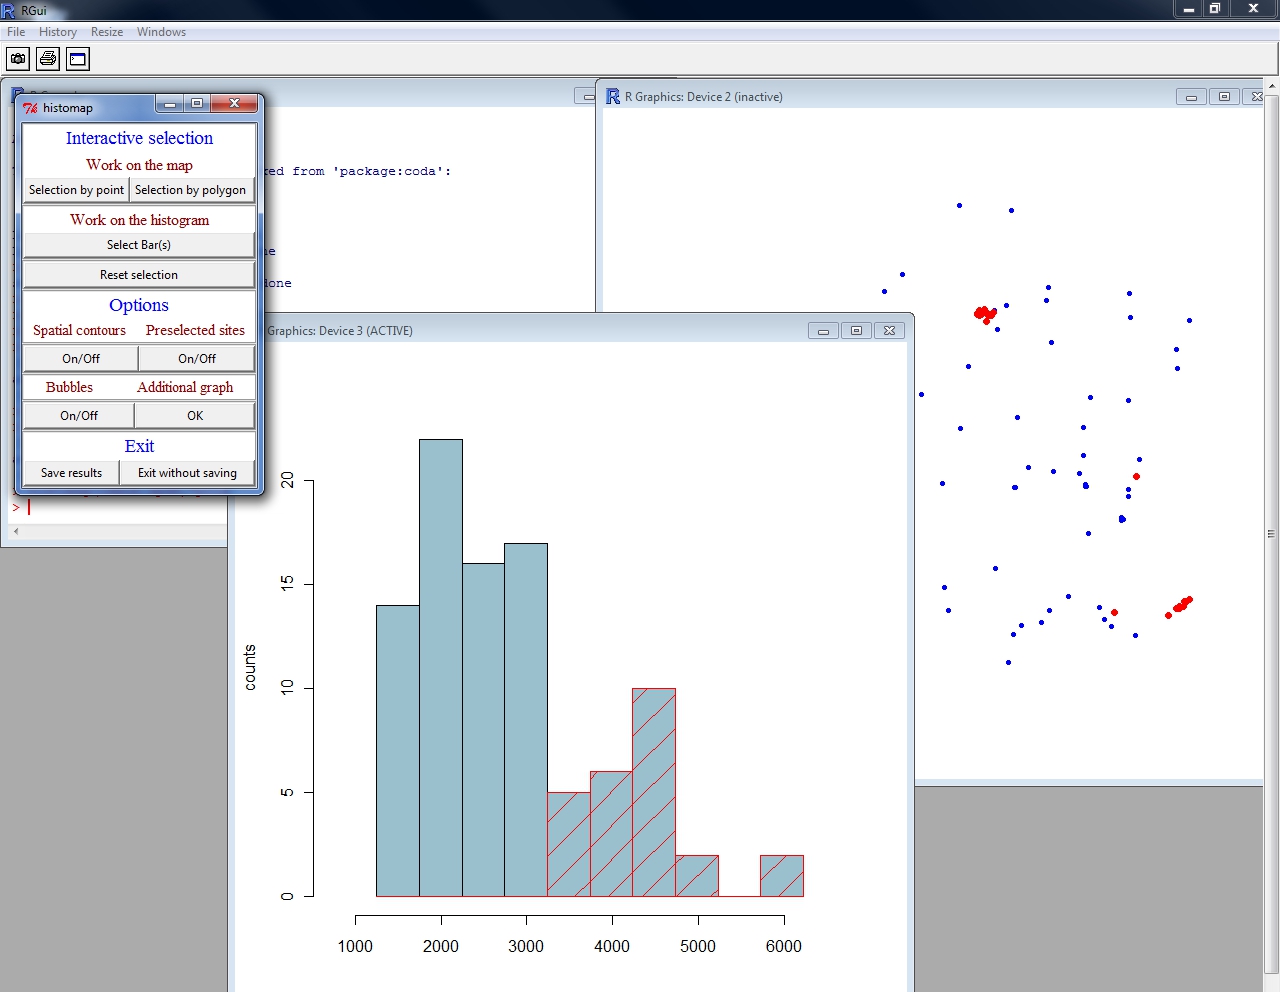 RGui
File History Resize Windows
histomap
Interactive selection
Work on the map
Selection by point Selection by polygon
Work on the histogram
Select Bar(s)
Reset selection
Options
Spatial contours Preselected sites
On/Off On/Off
Bubbles Additional graph
On/Off OK
Exit
Save results Exit without saving
from 'package:coda':
>
R Graphics: Device 2 (inactive)
Graphics: Device 3 (ACTIVE)
counts
20
15
10
5
0
1000 2000 3000 4000 5000 6000